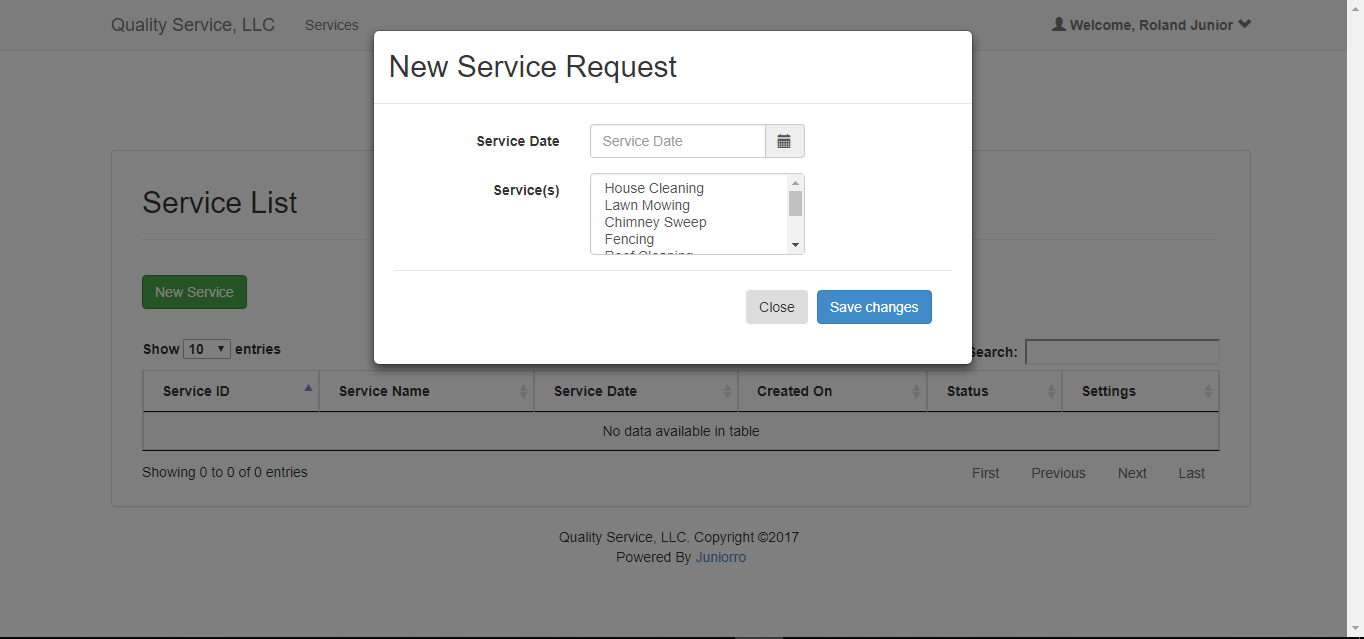 Quality Service, LLC Services Welcome, Roland Junior
New Service Request
Service Date Service Date
Service(s) House Cleaning
Lawn Mowing
Chimney Sweep
Fencing
Roof Cleaning
Close Save changes
Service List
New Service
Show 10 entries
Search:
Service ID Service Name Service Date Created On Status Settings
No data available in table
Showing 0 to 0 of 0 entries
First Previous Next Last
Quality Service, LLC. Copyright ©2017
Powered By Juniorro